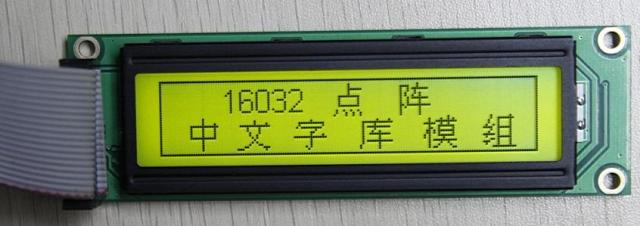 16032 点 阵
中 文 字 库 模 组